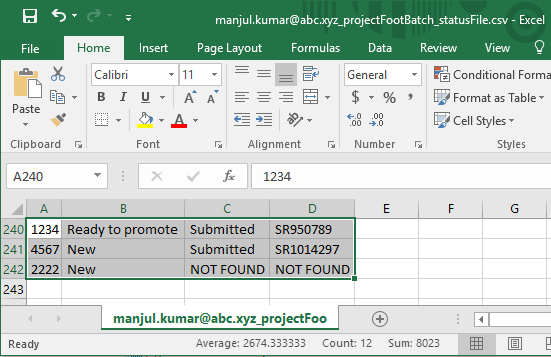 manjul.kumar@abc.xyz_projectFootBatch_statusFile.csv - Excel
File Home Insert Page Layout Formulas Data Review View
Calibri 11 General Conditional Forma
Paste B I U A A $ % , Format as Table
A A .00 .0 Cell Styles
Clipboard Font Alignment Number Styles
A240 fx 1234
A B C D E F G
240 1234 Ready to promote Submitted SR950789
241 4567 New Submitted SR1014297
242 2222 New NOT FOUND NOT FOUND
243
manjul.kumar@abc.xyz_projectFoo
Ready Average: 2674.333333 Count: 12 Sum: 8023